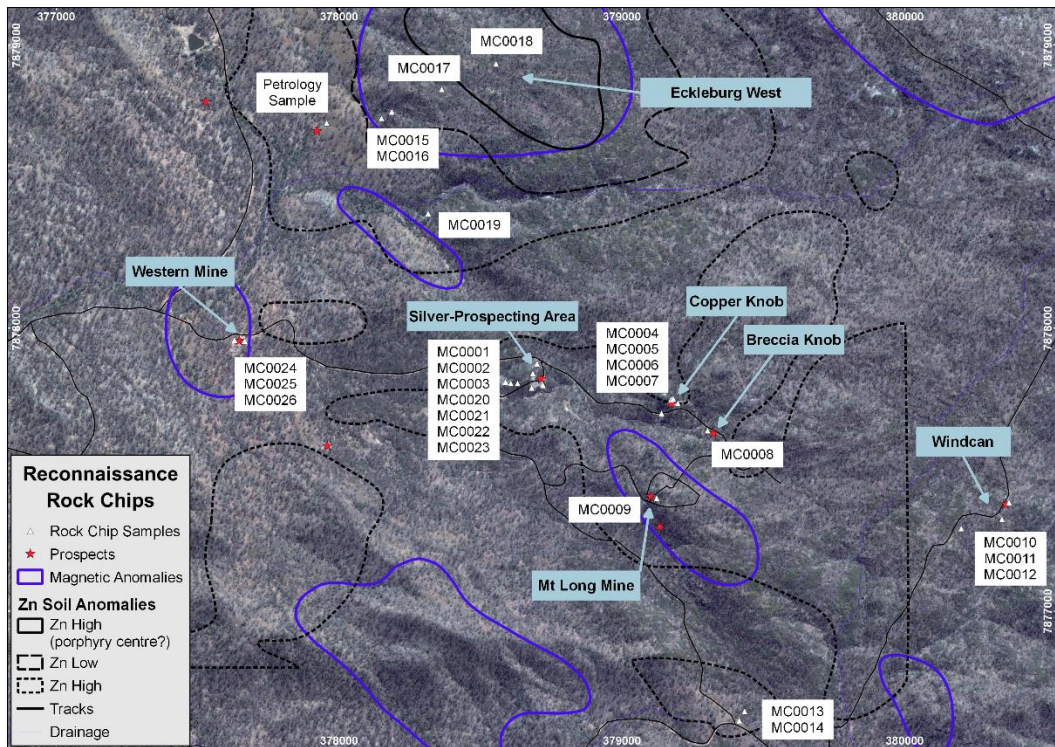 377000
378000
379000
380000
7879000
7879000
MC0018
MC0017
Eckleburg West
Petrology
Sample
MC0015
MC0016
MC0019
Western Mine
Copper Knob
Silver-Prospecting Area
Breccia Knob
7878000
7878000
MC0024
MC0025
MC0026
MC0001
MC0002
MC0003
MC0020
MC0021
MC0022
MC0023
MC0004
MC0005
MC0006
MC0007
MC0008
Windcan
MC0009
MC0010
MC0011
MC0012
Mt Long Mine
7877000
MC0013
MC0014
Reconnaissance
Rock Chips
Rock Chip Samples
Prospects
Magnetic Anomalies
Zn Soil Anomalies
Zn High
(porphyry centre?)
Zn Low
Zn High
Tracks
Drainage
378000
379000
380000